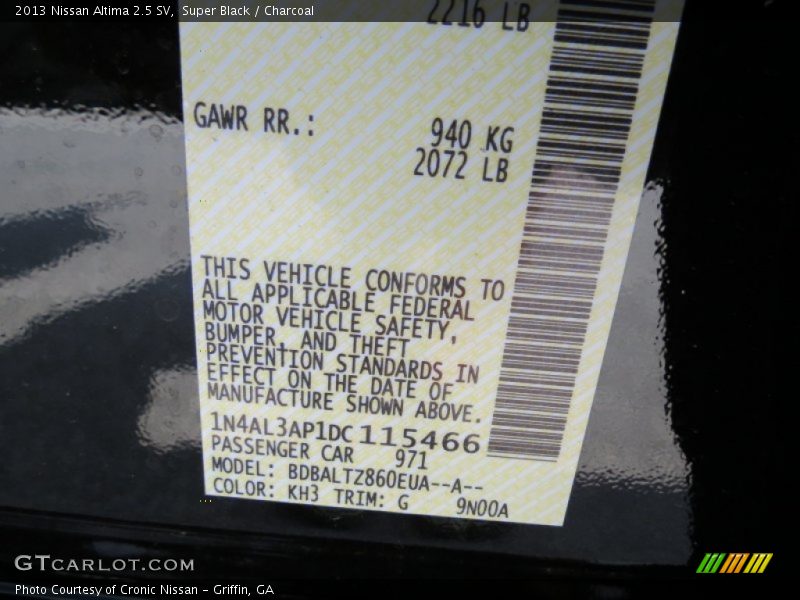 2013 Nissan Altima 2.5 SV, Super Black / Charcoal
2216 LB
GAWR RR.: 940 KG
2072 LB
THIS VEHICLE CONFORMS TO
ALL APPLICABLE FEDERAL
MOTOR VEHICLE SAFETY,
BUMPER, AND THEFT
PREVENTION STANDARDS IN
EFFECT ON THE DATE OF
MANUFACTURE SHOWN ABOVE.
1N4AL3AP1DC115466
PASSENGER CAR 971
MODEL: BDBALTZ860EUA--A--
COLOR: KH3 TRIM: G 9N00A
GTCARLOT.COM
Photo Courtesy of Cronic Nissan - Griffin, GA